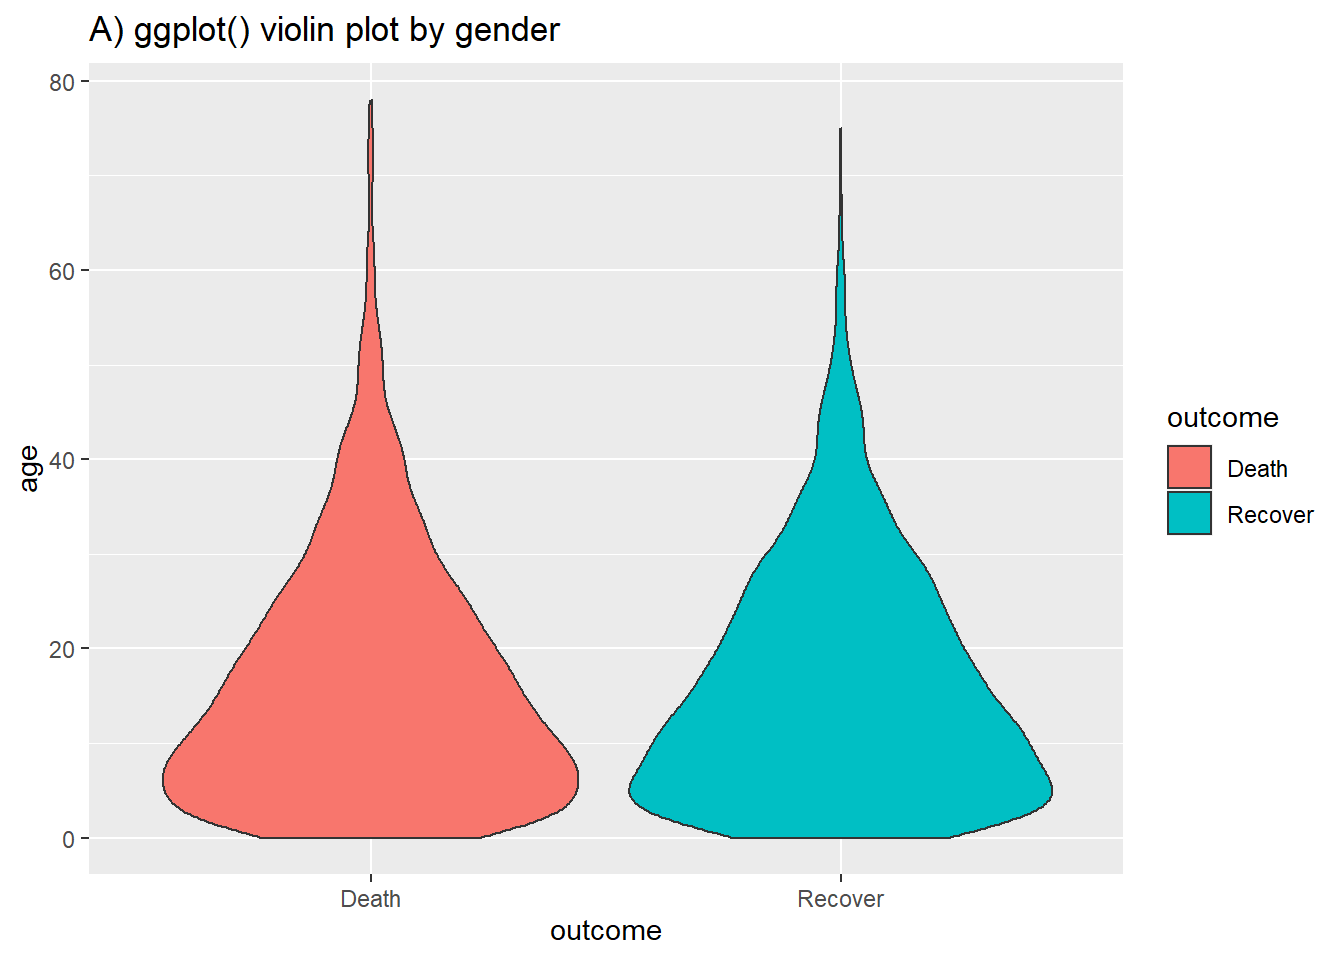 A) ggplot() violin plot by gender
80
60
40
20
0
age
Death
Recover
outcome
outcome
Death
Recover